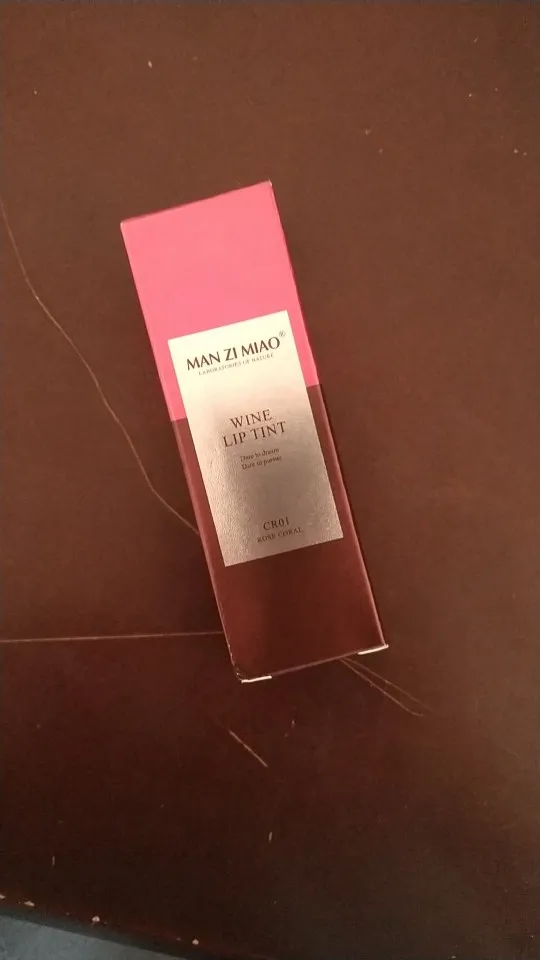 MAN ZI MIAO®
LABORATORIES OF NATURE
WINE
LIP TINT
Dare to dream
Dare to pursue
CR01
ROSE CORAL